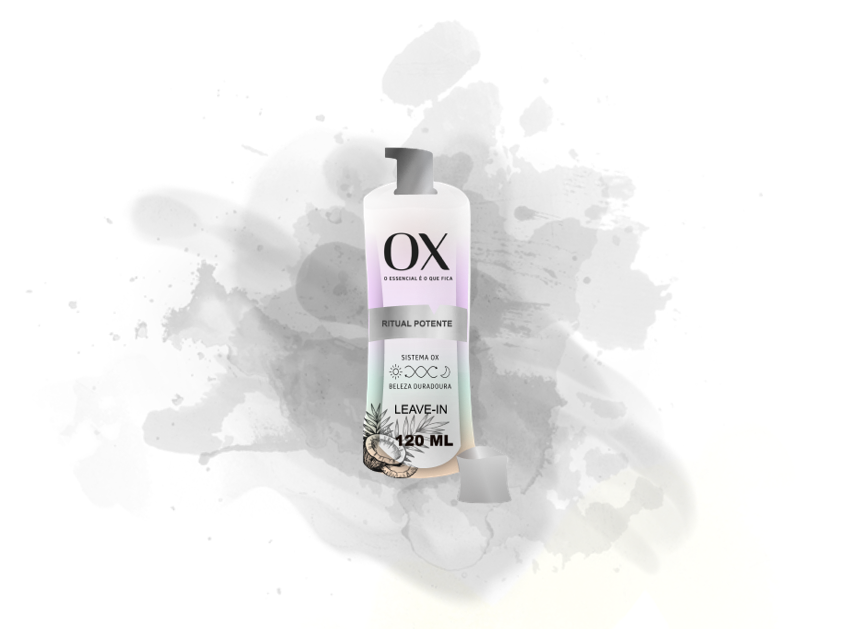 OX
O ESSENCIAL É O QUE FICA
RITUAL POTENTE
SISTEMA OX
BELEZA DURADOURA
LEAVE-IN
120 ML